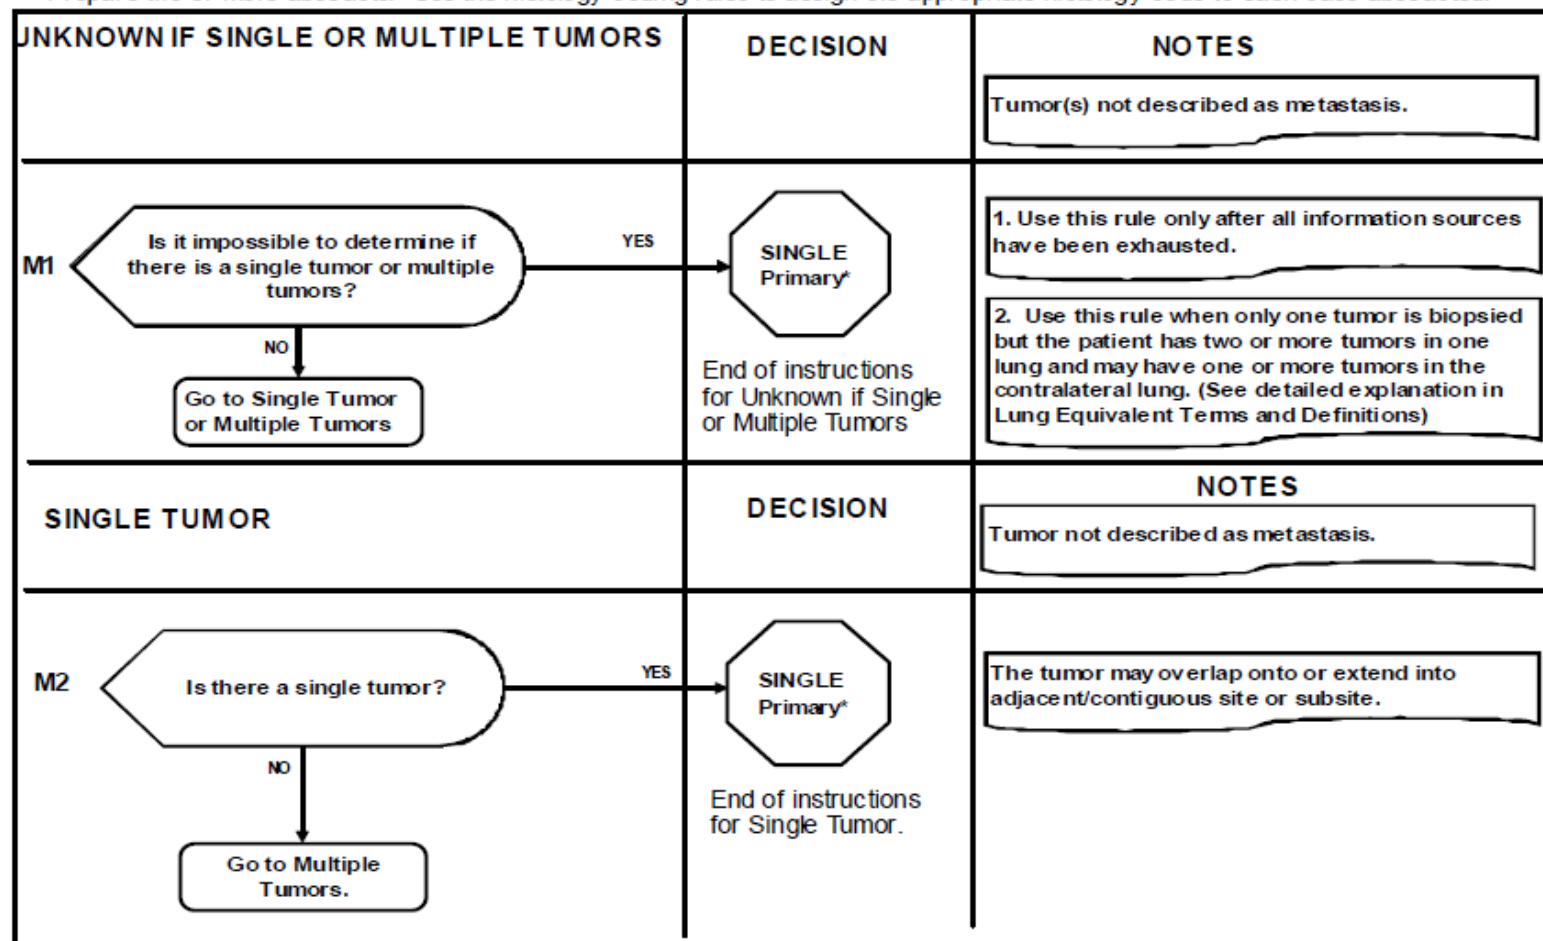 UNKNOWN IF SINGLE OR MULTIPLE TUMORS
DECISION
NOTES
Tumor(s) not described as metastasis.
M1
Is it impossible to determine if
there is a single tumor or multiple
tumors?
YES
NO
Go to Single Tumor
or Multiple Tumors
SINGLE
Primary*
End of instructions
for Unknown if Single
or Multiple Tumors
1. Use this rule only after all information sources
have been exhausted.
2. Use this rule when only one tumor is biopsied
but the patient has two or more tumors in one
lung and may have one or more tumors in the
contralateral lung. (See detailed explanation in
Lung Equivalent Terms and Definitions)
SINGLE TUMOR
DECISION
NOTES
Tumor not described as metastasis.
M2
Is there a single tumor?
YES
NO
Go to Multiple
Tumors.
SINGLE
Primary*
End of instructions
for Single Tumor.
The tumor may overlap onto or extend into
adjacent/contiguous site or subsite.